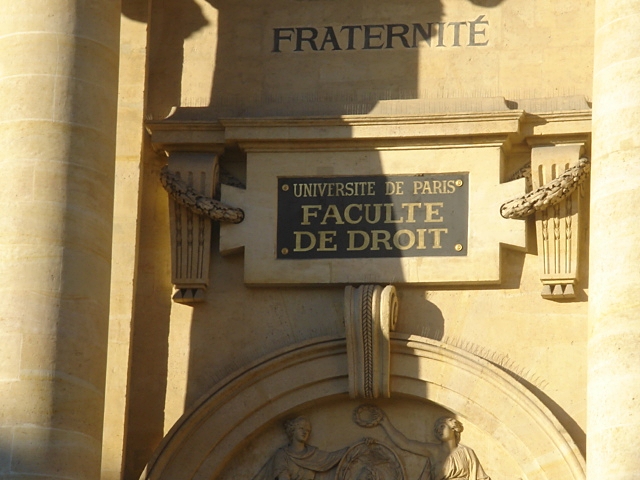 FRATERNITÉ
UNIVERSITE DE PARIS
FACULTE
DE DROIT